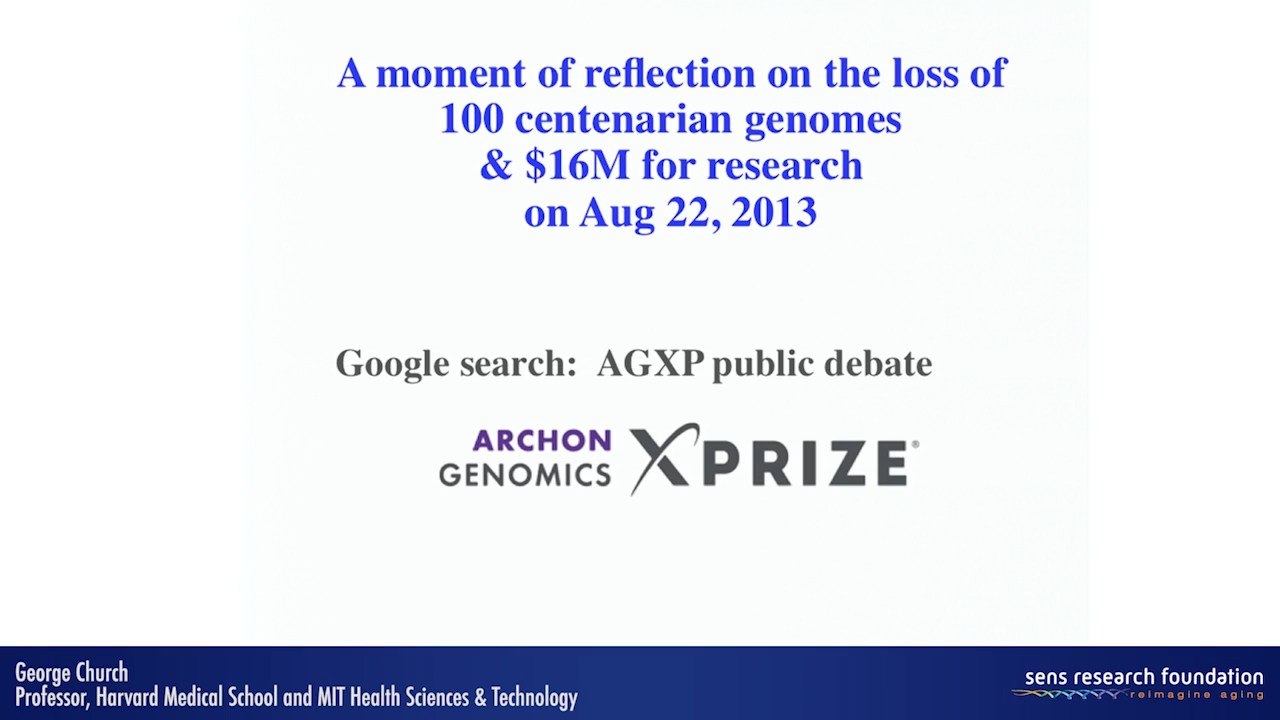 A moment of reflection on the loss of
100 centenarian genomes
& $16M for research
on Aug 22, 2013
Google search: AGXP public debate
ARCHON
GENOMICS
XPRIZE®
George Church
Professor, Harvard Medical School and MIT Health Sciences & Technology
sens research foundation
reimagine aging